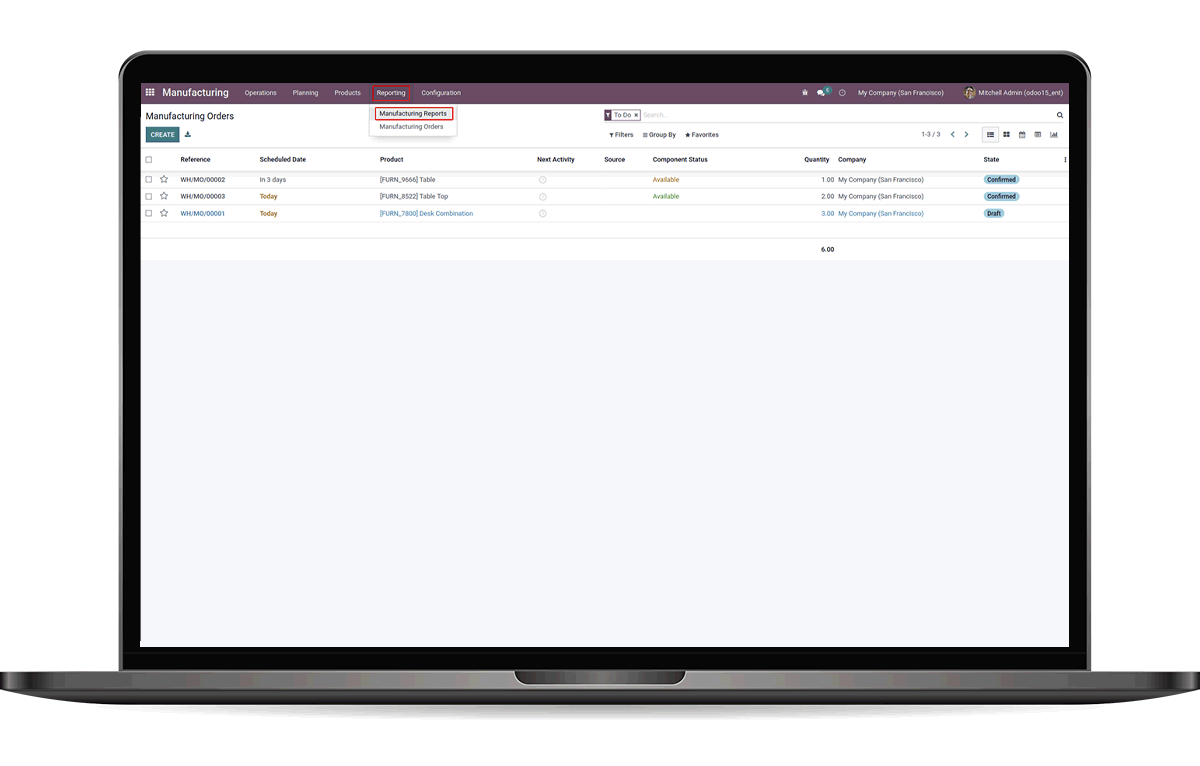 Manufacturing Operations Planning Products Reporting Configuration 6 My Company (San Francisco) Mitchell Admin (odoo15_ent)
Manufacturing Orders Manufacturing Reports To Do × Search...
Manufacturing Orders
CREATE Filters Group By Favorites 1-3 / 3
Reference Scheduled Date Product Next Activity Source Component Status Quantity Company State
WH/MO/00002 In 3 days [FURN_9666] Table Available 1.00 My Company (San Francisco) Confirmed
WH/MO/00003 Today [FURN_8522] Table Top Available 2.00 My Company (San Francisco) Confirmed
WH/MO/00001 Today [FURN_7800] Desk Combination 3.00 My Company (San Francisco) Draft
6.00